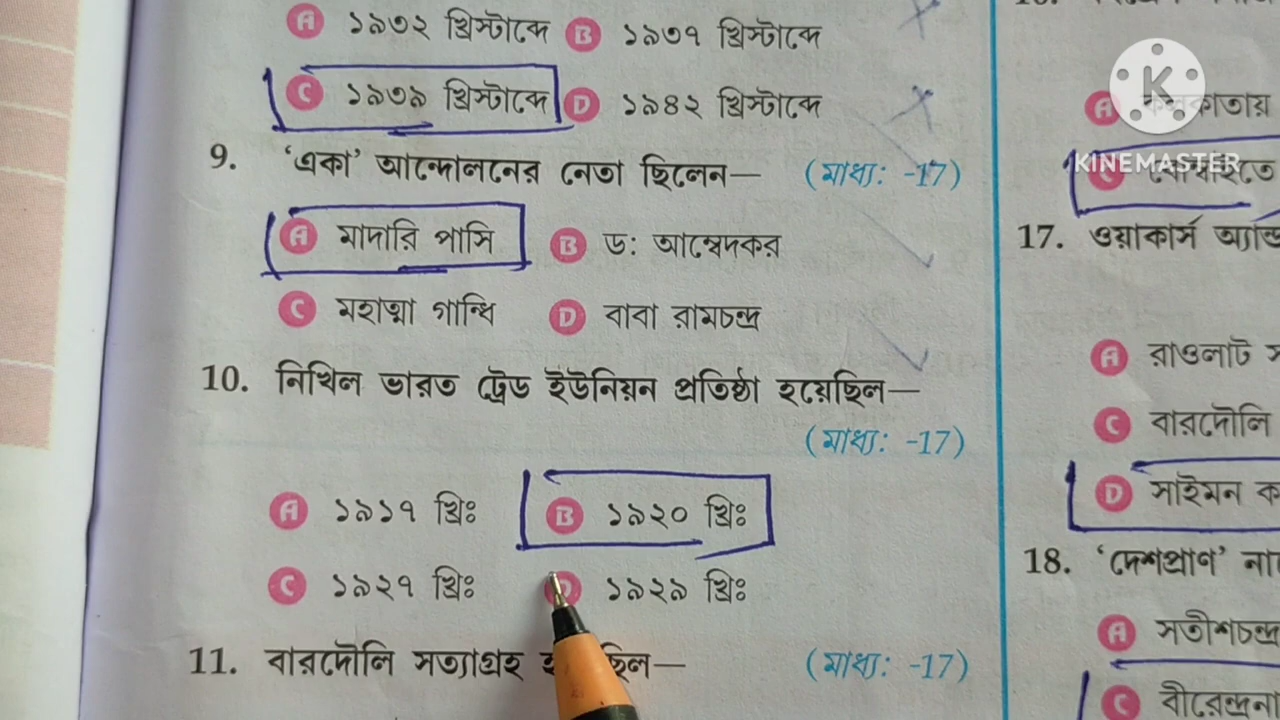 A ১৯৩২ খ্রিস্টাব্দে B ১৯৩৭ খ্রিস্টাব্দে
C ১৯৩৯ খ্রিস্টাব্দে D ১৯৪২ খ্রিস্টাব্দে
9. ‘একা’ আন্দোলনের নেতা ছিলেন— (মাধ্য: -17)
A মাদারি পাসি B ড: আম্বেদকর
C মহাত্মা গান্ধি D বাবা রামচন্দ্র
10. নিখিল ভারত ট্রেড ইউনিয়ন প্রতিষ্ঠা হয়েছিল—
(মাধ্য: -17)
A ১৯১৭ খ্রিঃ B ১৯২০ খ্রিঃ
C ১৯২৭ খ্রিঃ D ১৯২৯ খ্রিঃ
11. বারদৌলি সত্যাগ্রহ (মাধ্য: -17)
A কলকাতায়
C
17. ওয়াকার্স
A রাওলাট
C বারদৌলি
D সাইমন
18. ‘দেশপ্রাণ’
A সতীশচন্দ্র
C
K
KINEMASTER